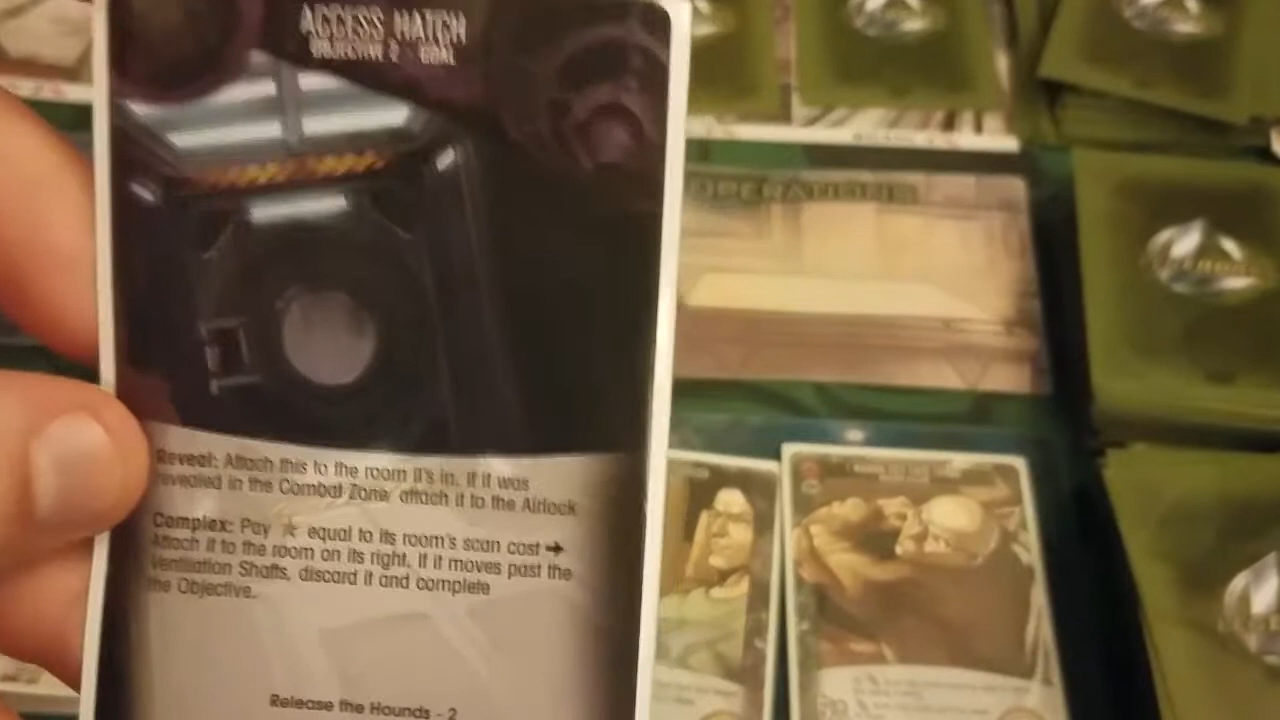 ACCESS HATCH
OBJECTIVE 2 - GOAL
OPERATIONS
Reveal: Attach this to the room it's in. If it was
revealed in the Combat Zone, attach it to the Airlock
Complex: Pay ★ equal to its room's scan cost ➔
Attach it to the room on its right. If it moves past the
Ventilation Shafts, discard it and complete
the Objective.
Release the Hounds - 2